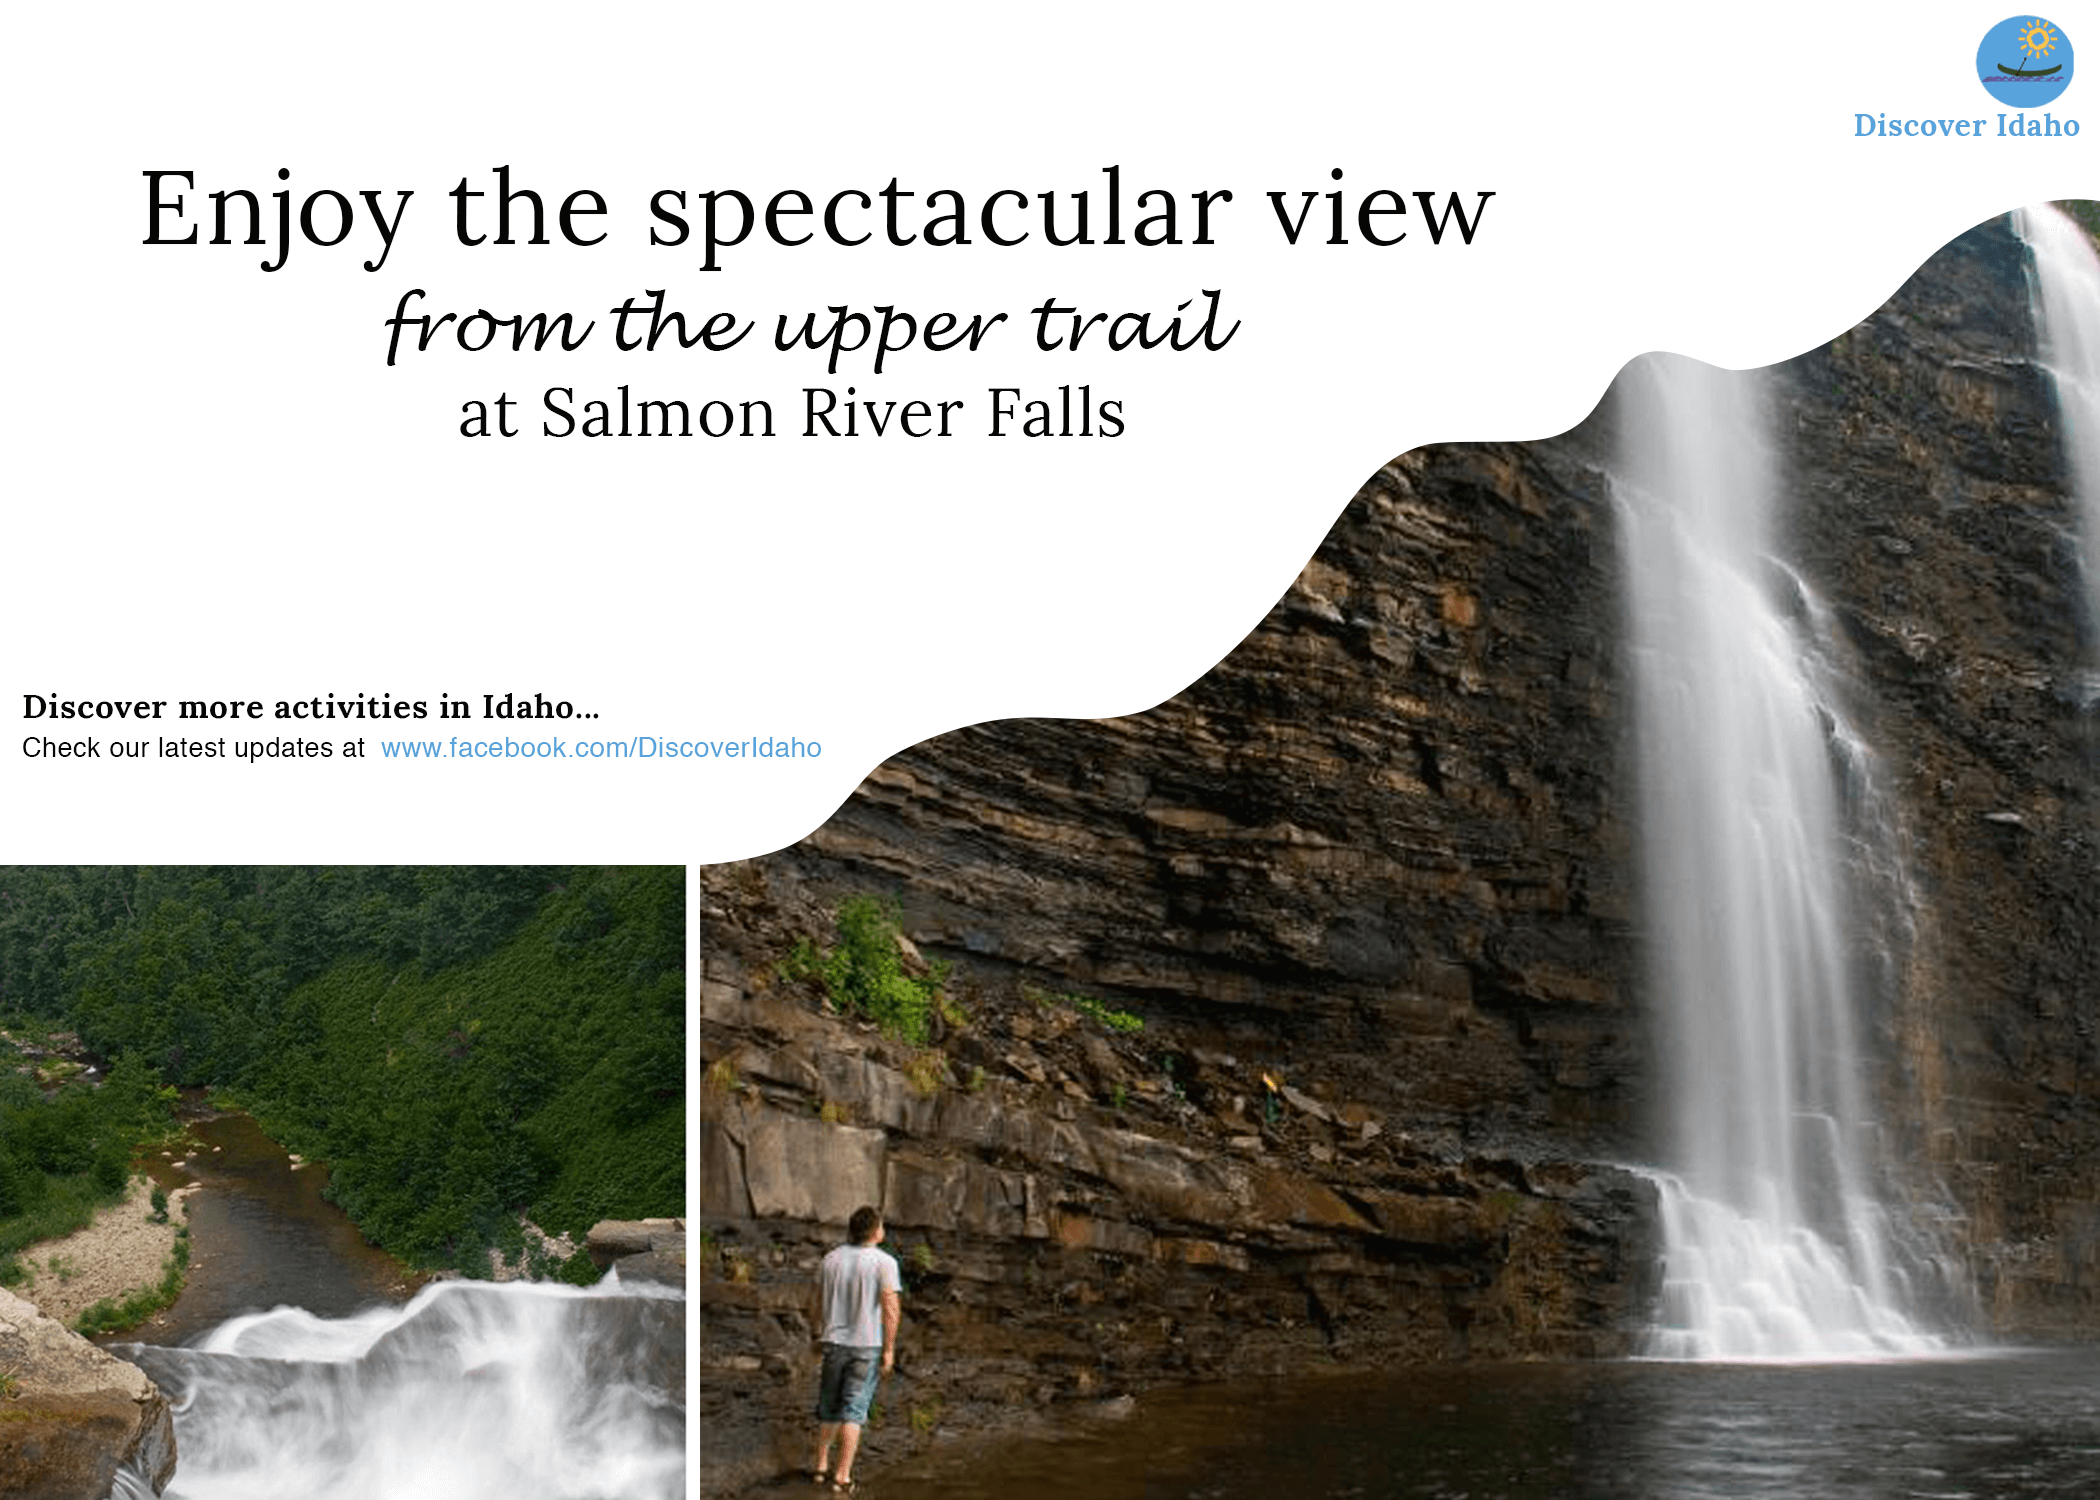 Discover Idaho
Enjoy the spectacular view
from the upper trail
at Salmon River Falls
Discover more activities in Idaho...
Check our latest updates at www.facebook.com/DiscoverIdaho